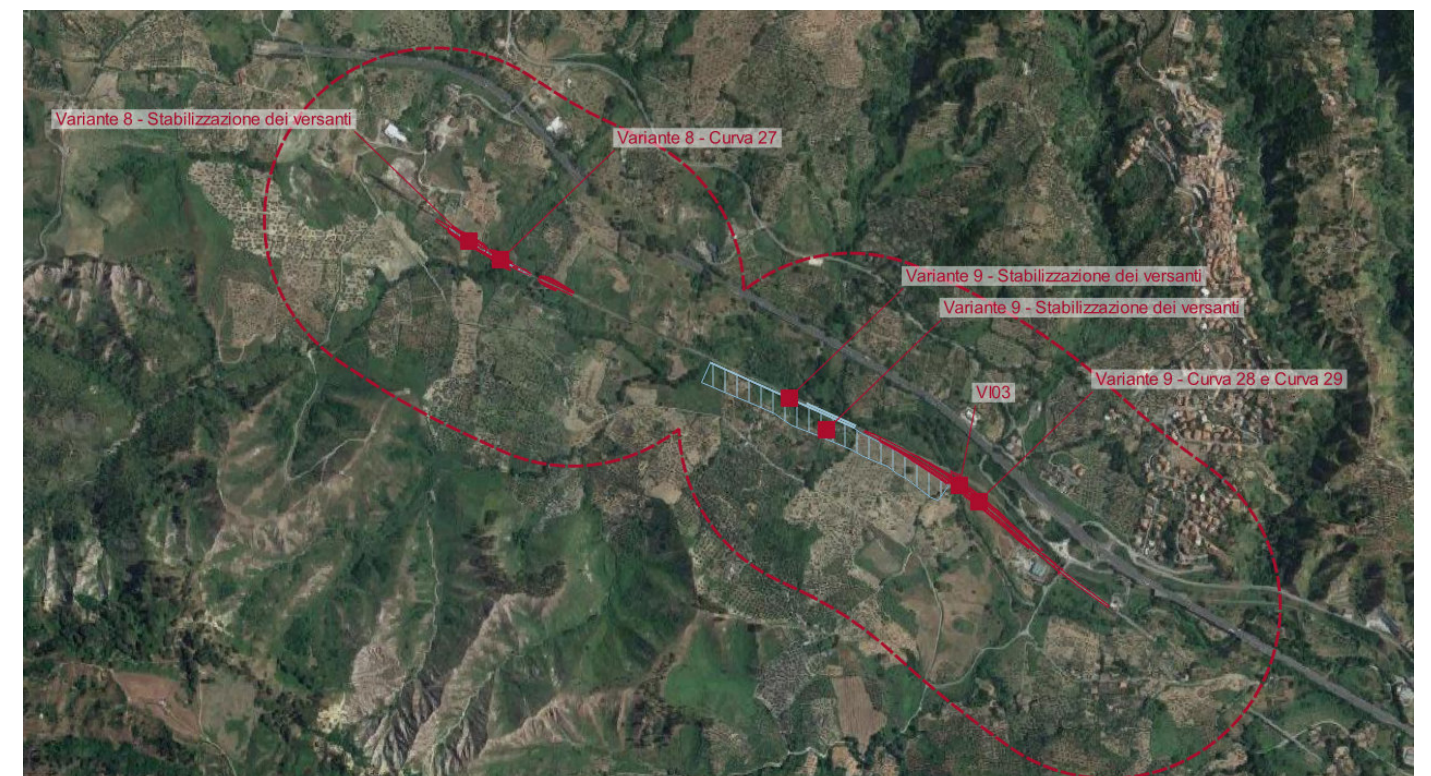 Variante 8 - Stabilizzazione dei versanti
Variante 8 - Curva 27
Variante 9 - Stabilizzazione dei versanti
Variante 9 - Stabilizzazione dei versanti
Variante 9 - Curva 28 e Curva 29
VI03